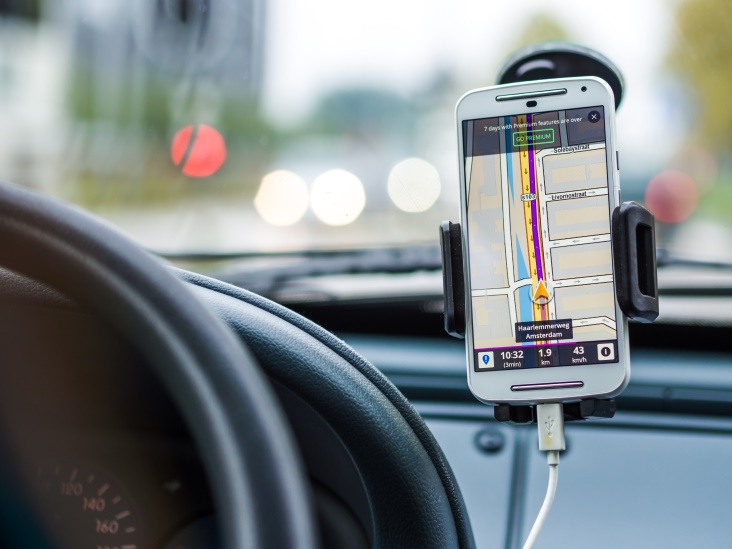 7 days with Premium features are over
GO PREMIUM
Solebaystraat
Livornostraat
Haarlemmerweg
Amsterdam
10:32
1.9
43
(3min)
km
km/h
120
140
160